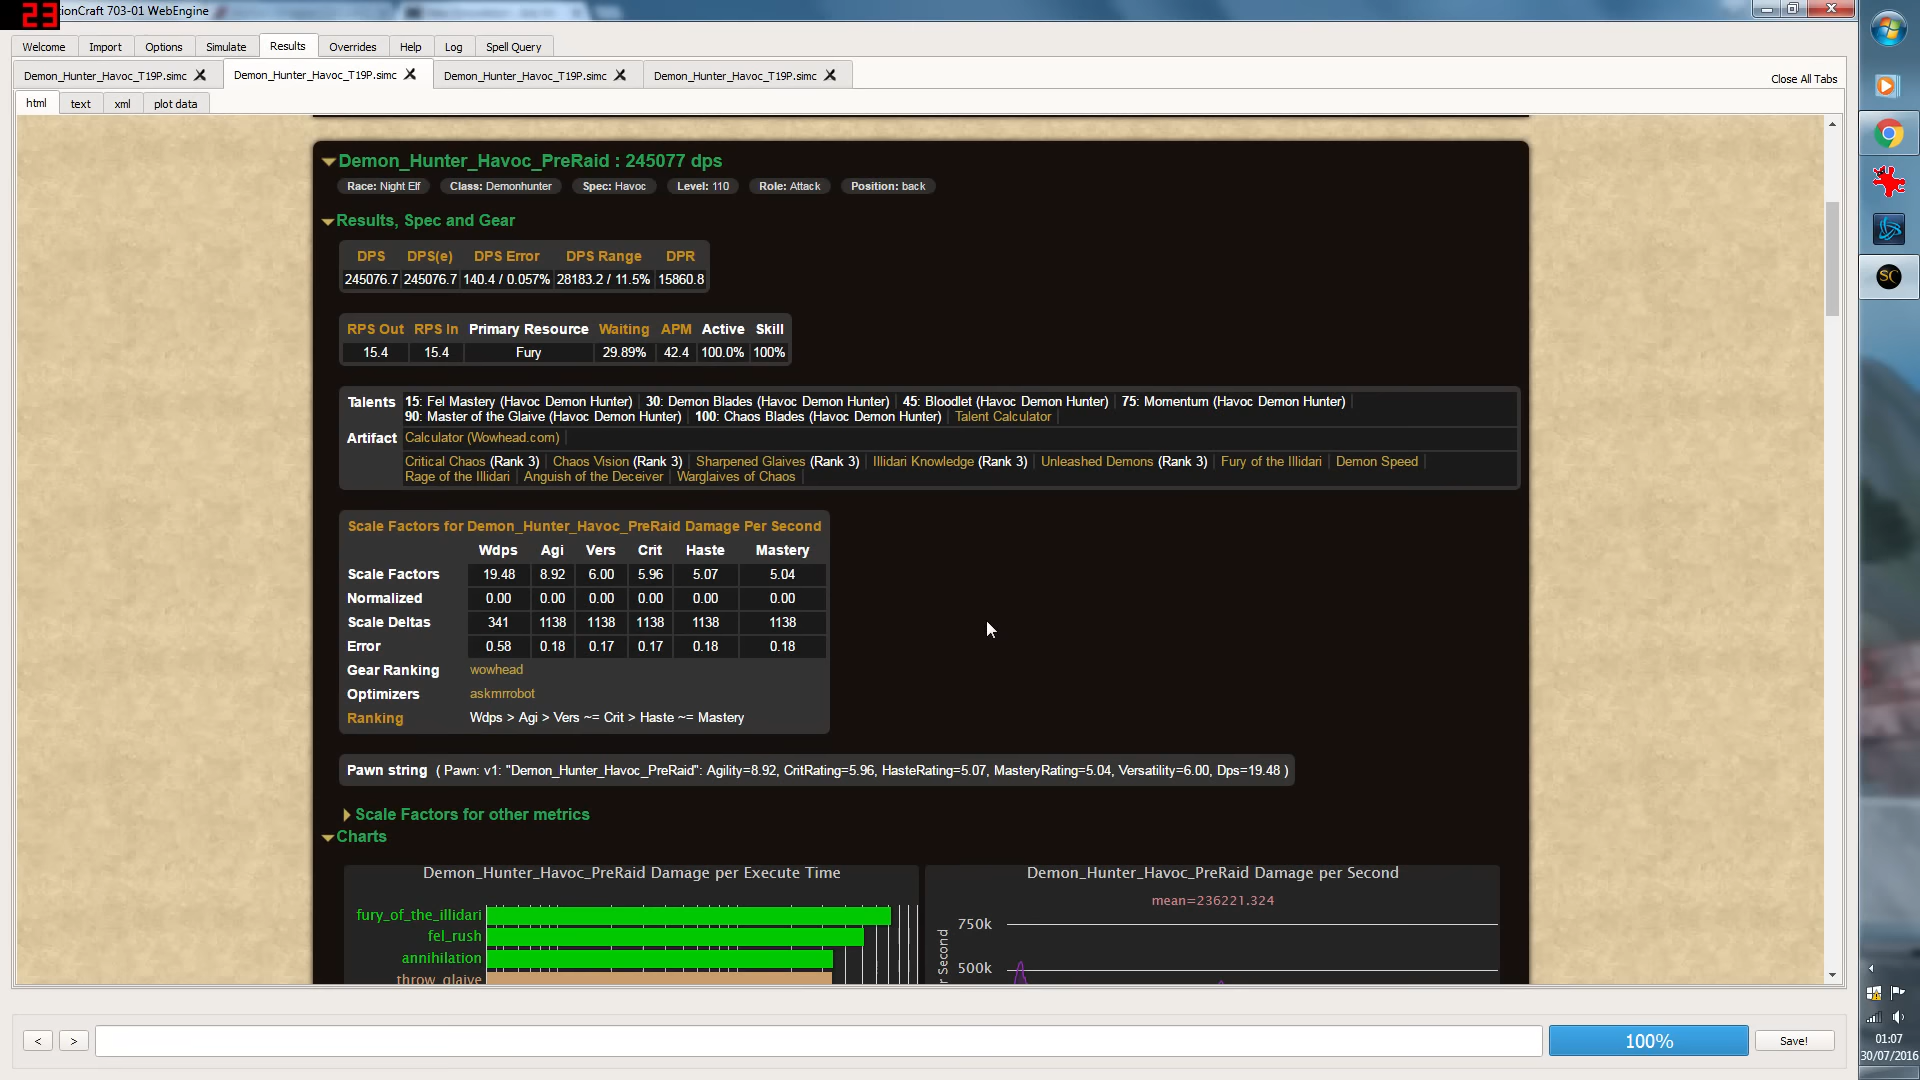 23
tionCraft 703-01 WebEngine
Welcome Import Options Simulate Results Overrides Help Log Spell Query
Demon_Hunter_Havoc_T19P.simc Demon_Hunter_Havoc_T19P.simc Demon_Hunter_Havoc_T19P.simc Demon_Hunter_Havoc_T19P.simc Close All Tabs
html text xml plot data
Demon_Hunter_Havoc_PreRaid : 245077 dps
Race: Night Elf Class: Demonhunter Spec: Havoc Level: 110 Role: Attack Position: back
Results, Spec and Gear
DPS DPS(e) DPS Error DPS Range DPR
245076.7 245076.7 140.4 / 0.057% 28183.2 / 11.5% 15860.8
RPS Out RPS In Primary Resource Waiting APM Active Skill
15.4 15.4 Fury 29.89% 42.4 100.0% 100%
Talents 15: Fel Mastery (Havoc Demon Hunter) 30: Demon Blades (Havoc Demon Hunter) 45: Bloodlet (Havoc Demon Hunter) 75: Momentum (Havoc Demon Hunter)
90: Master of the Glaive (Havoc Demon Hunter) 100: Chaos Blades (Havoc Demon Hunter) Talent Calculator
Artifact Calculator (Wowhead.com)
Critical Chaos (Rank 3) Chaos Vision (Rank 3) Sharpened Glaives (Rank 3) Illidari Knowledge (Rank 3) Unleashed Demons (Rank 3) Fury of the Illidari Demon Speed
Rage of the Illidari Anguish of the Deceiver Warglaives of Chaos
Scale Factors for Demon_Hunter_Havoc_PreRaid Damage Per Second
Wdps Agi Vers Crit Haste Mastery
Scale Factors 19.48 8.92 6.00 5.96 5.07 5.04
Normalized 0.00 0.00 0.00 0.00 0.00 0.00
Scale Deltas 341 1138 1138 1138 1138 1138
Error 0.58 0.18 0.17 0.17 0.18 0.18
Gear Ranking wowhead
Optimizers askmrrobot
Ranking Wdps > Agi > Vers ~= Crit > Haste ~= Mastery
Pawn string ( Pawn: v1: "Demon_Hunter_Havoc_PreRaid": Agility=8.92, CritRating=5.96, HasteRating=5.07, MasteryRating=5.04, Versatility=6.00, Dps=19.48 )
Scale Factors for other metrics
Charts
Demon_Hunter_Havoc_PreRaid Damage per Execute Time
fury_of_the_illidari
fel_rush
annihilation
throw_glaive
Demon_Hunter_Havoc_PreRaid Damage per Second
mean=236221.324
750k
500k
r Second
< > 100% Save!
SC
01:07
30/07/2016